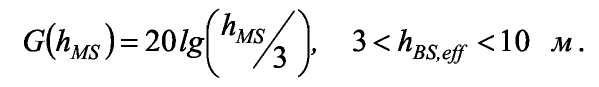 G(h_MS) = 20lg(h_MS/3), 3 < h_BS,eff < 10 м.